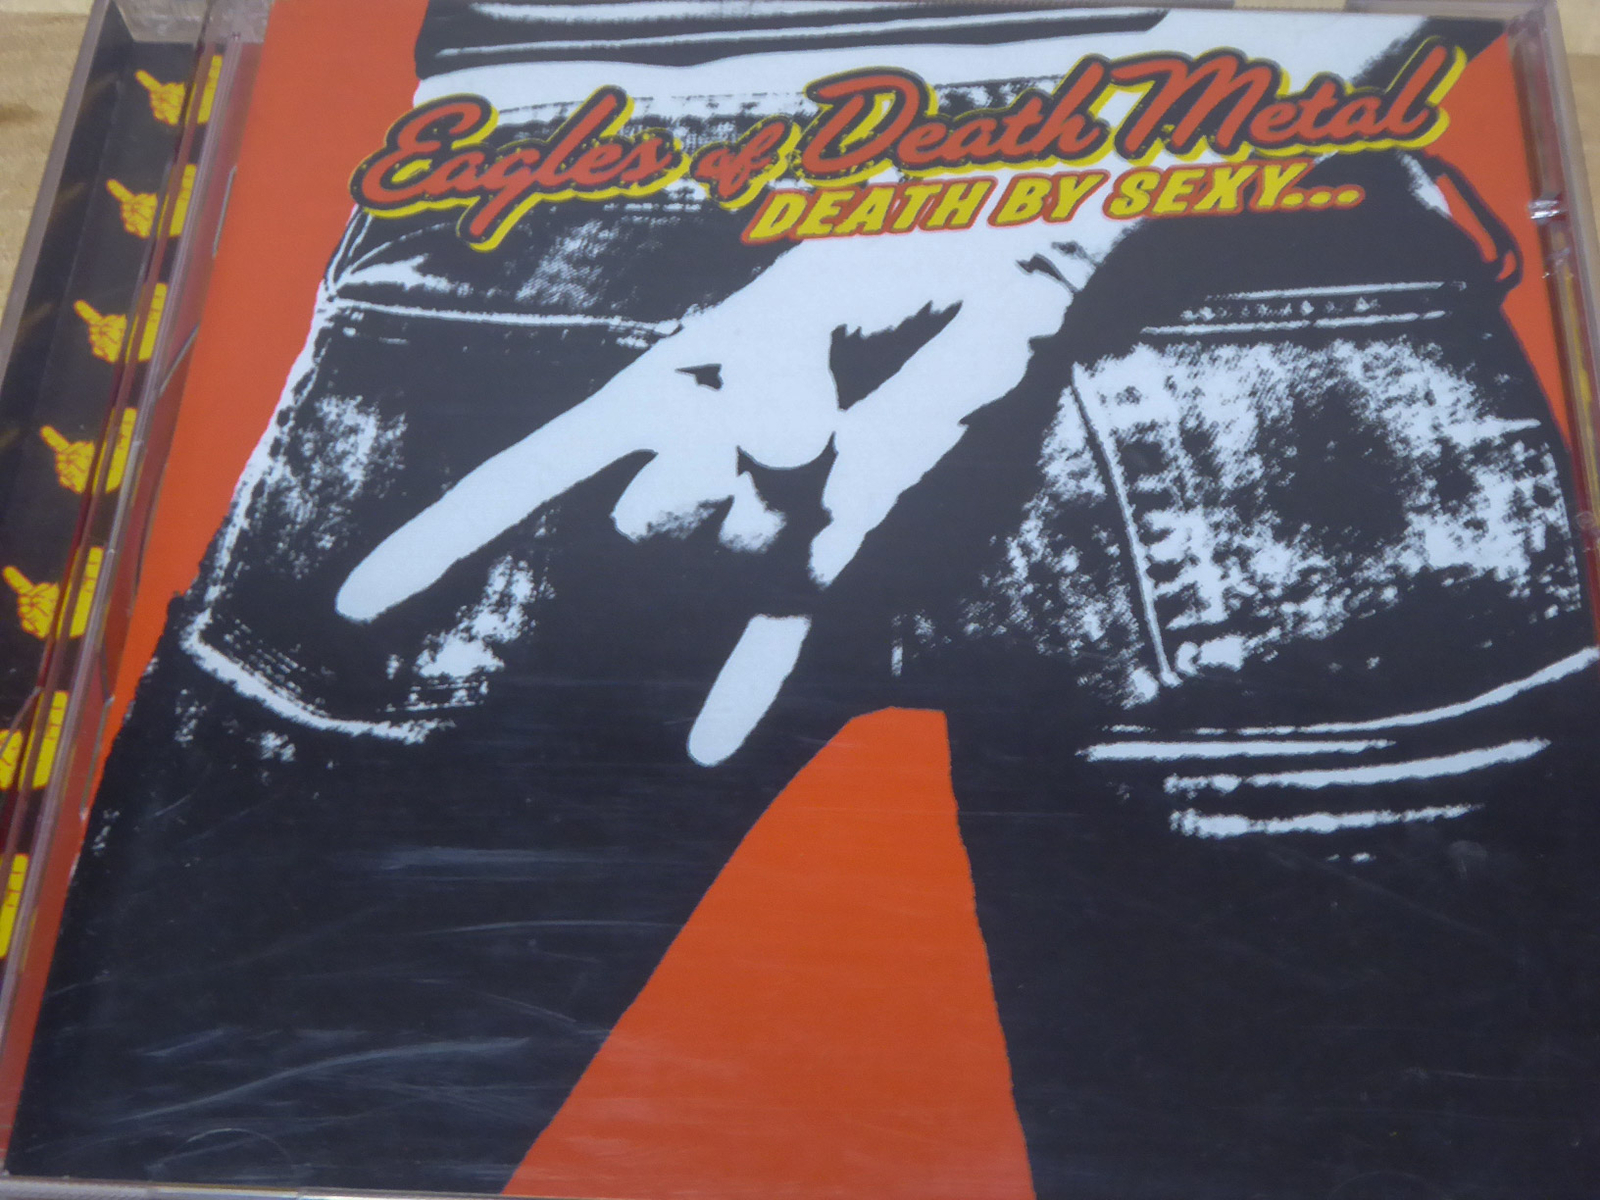 Eagles of Death Metal
DEATH BY SEXY...